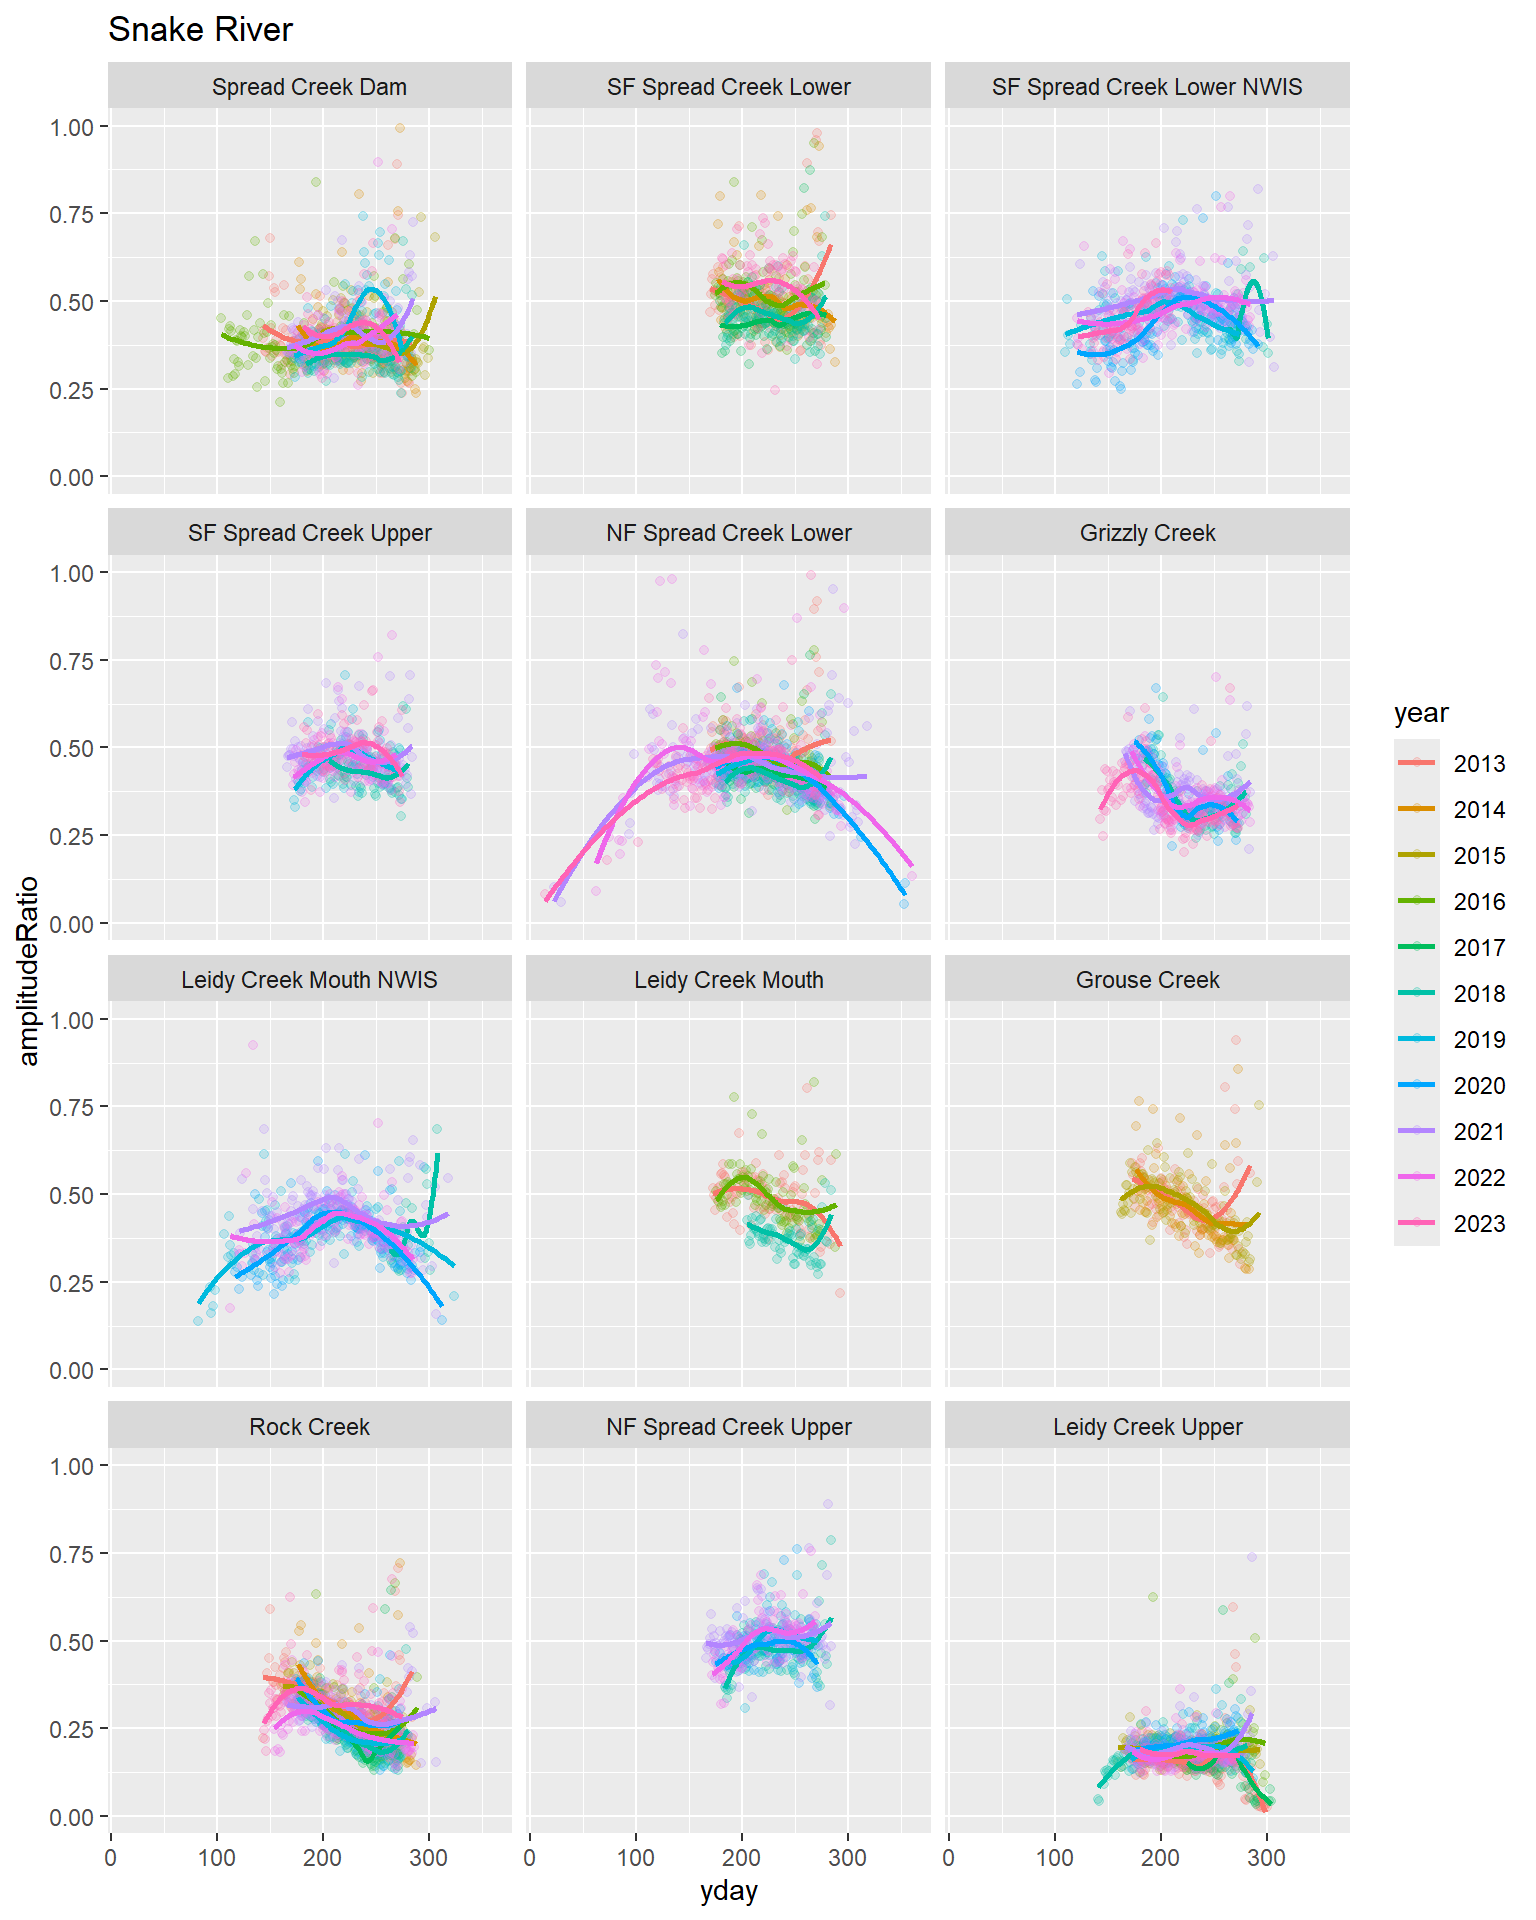 Snake River
Spread Creek Dam
SF Spread Creek Lower
SF Spread Creek Lower NWIS
1.00
0.75
0.50
0.25
0.00
SF Spread Creek Upper
NF Spread Creek Lower
Grizzly Creek
1.00
0.75
0.50
0.25
0.00
Leidy Creek Mouth NWIS
Leidy Creek Mouth
Grouse Creek
1.00
0.75
0.50
0.25
0.00
Rock Creek
NF Spread Creek Upper
Leidy Creek Upper
1.00
0.75
0.50
0.25
0.00
0 100 200 300
0 100 200 300
0 100 200 300
yday
amplitudeRatio
year
2013
2014
2015
2016
2017
2018
2019
2020
2021
2022
2023